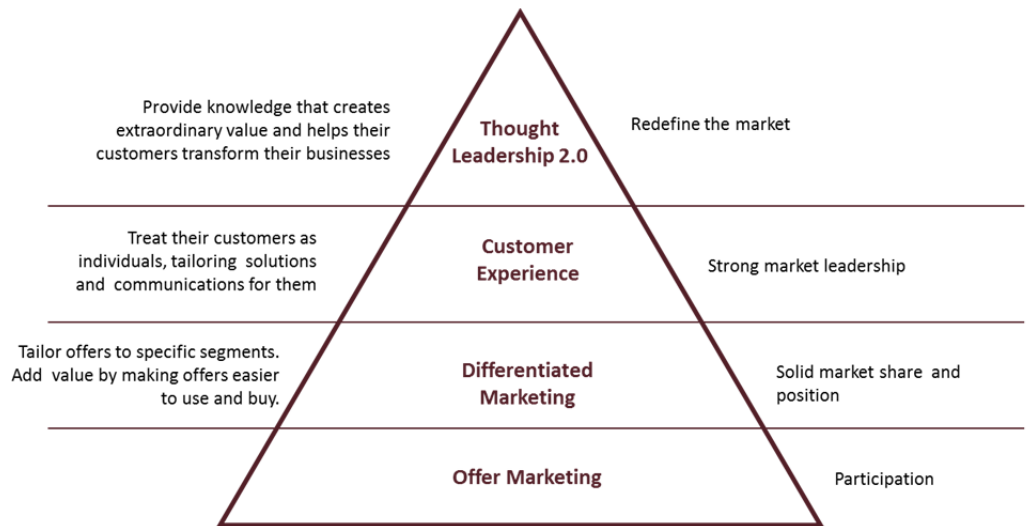 Provide knowledge that creates
extraordinary value and helps their
customers transform their businesses
Thought
Leadership 2.0
Redefine the market
Treat their customers as
individuals, tailoring solutions
and communications for them
Customer
Experience
Strong market leadership
Tailor offers to specific segments.
Add value by making offers easier
to use and buy.
Differentiated
Marketing
Solid market share and
position
Offer Marketing
Participation